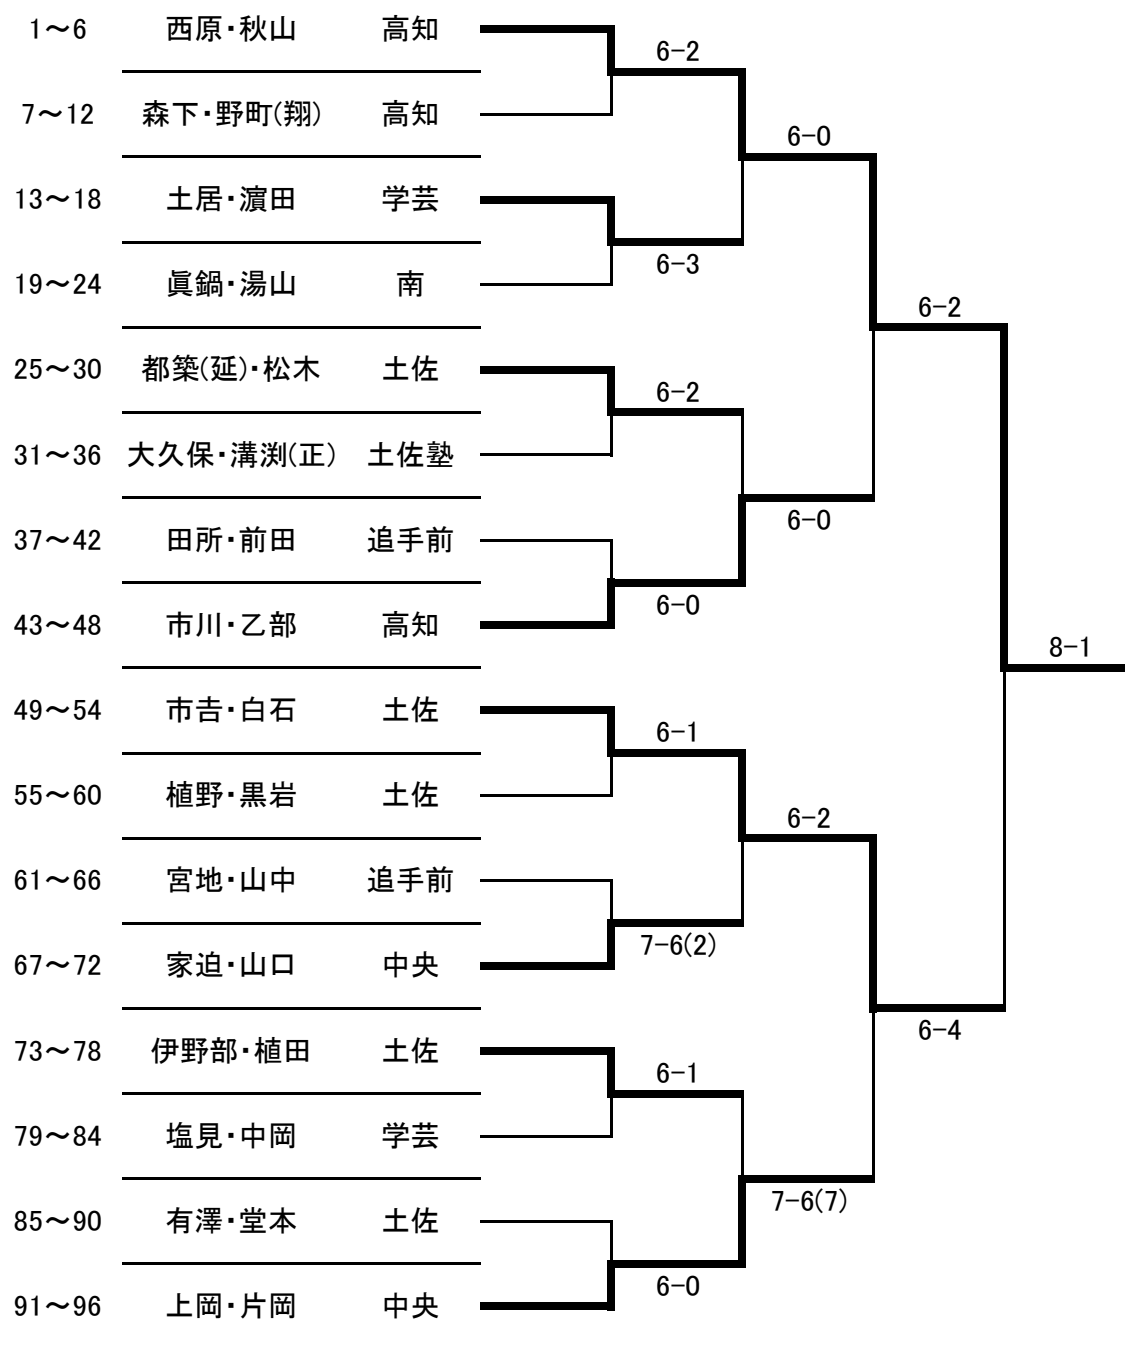 1～6 西原・秋山 高知
6-2
7～12 森下・野町(翔) 高知
6-0
13～18 土居・濵田 学芸
6-3
19～24 眞鍋・湯山 南
6-2
25～30 都築(延)・松木 土佐
6-2
31～36 大久保・溝渕(正) 土佐塾
6-0
37～42 田所・前田 追手前
6-0
43～48 市川・乙部 高知
8-1
49～54 市𠮷・白石 土佐
6-1
55～60 植野・黒岩 土佐
6-2
61～66 宮地・山中 追手前
7-6(2)
67～72 家迫・山口 中央
6-4
73～78 伊野部・植田 土佐
6-1
79～84 塩見・中岡 学芸
7-6(7)
85～90 有澤・堂本 土佐
6-0
91～96 上岡・片岡 中央